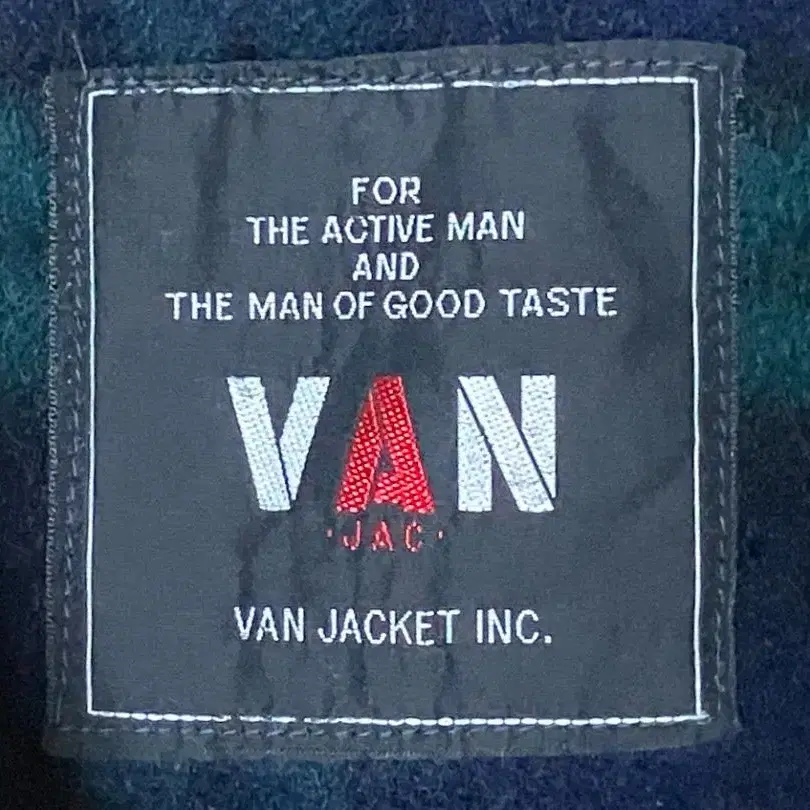 FOR
THE ACTIVE MAN
AND
THE MAN OF GOOD TASTE
VAN
·JAC·
VAN JACKET INC.